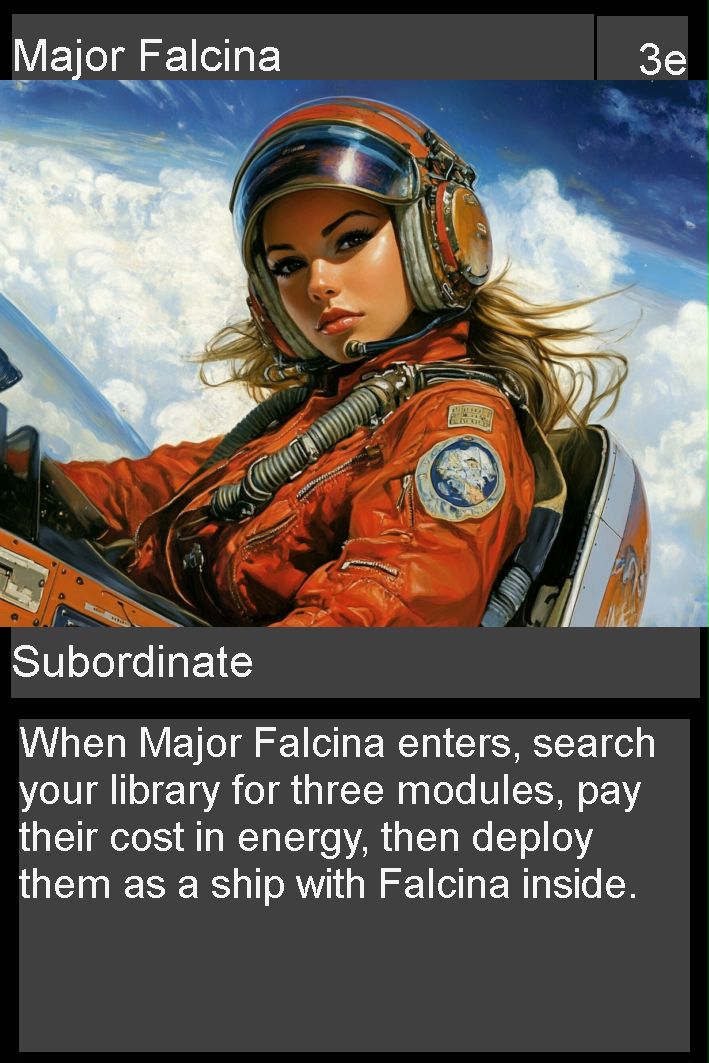 Major Falcina
3e
Subordinate
When Major Falcina enters, search
your library for three modules, pay
their cost in energy, then deploy
them as a ship with Falcina inside.